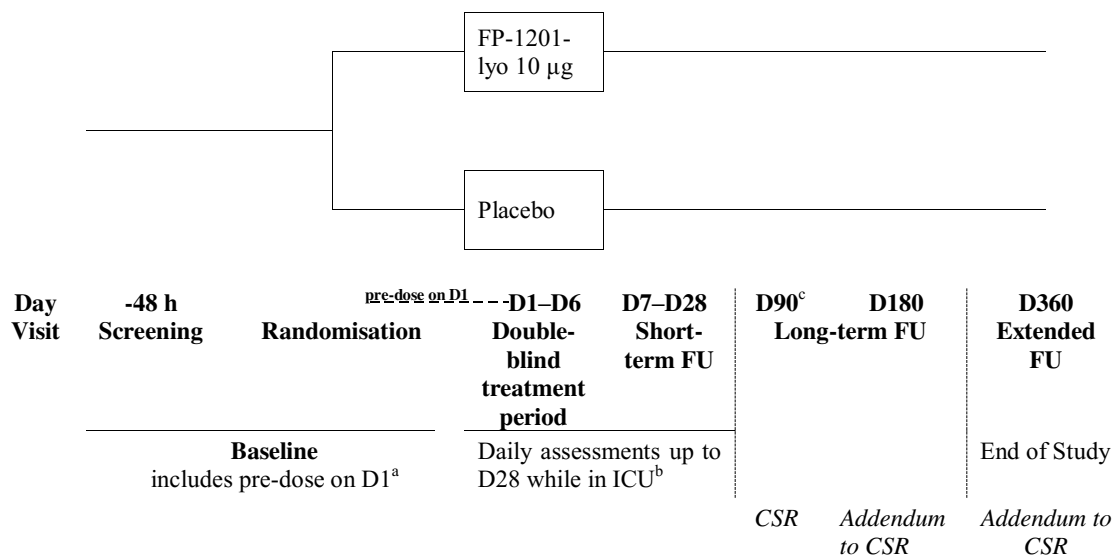 FP-1201-
lyo 10 µg
Placebo
Day -48 h pre-dose on D1 D1–D6 D7–D28 D90c D180 D360
Visit Screening Randomisation Double- Short- Long-term FU Extended
blind term FU FU
treatment
period
Baseline Daily assessments up to End of Study
includes pre-dose on D1a D28 while in ICUb
CSR Addendum Addendum to
to CSR CSR